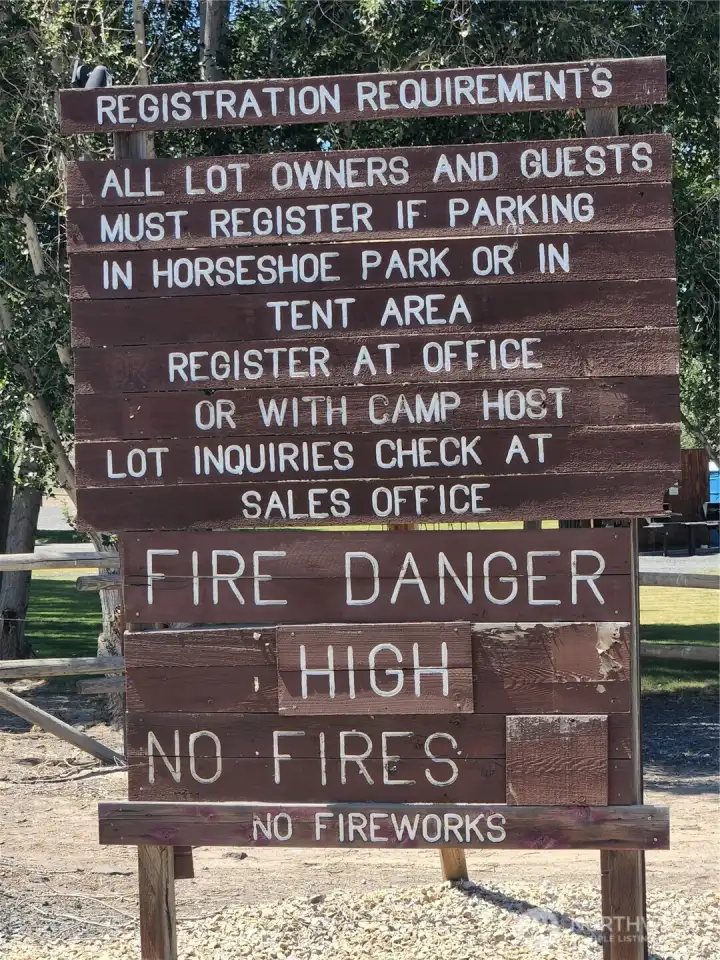 REGISTRATION REQUIREMENTS
ALL LOT OWNERS AND GUESTS
MUST REGISTER IF PARKING
IN HORSESHOE PARK OR IN
TENT AREA
REGISTER AT OFFICE
OR WITH CAMP HOST
LOT INQUIRIES CHECK AT
SALES OFFICE
FIRE DANGER
HIGH
NO FIRES
NO FIREWORKS